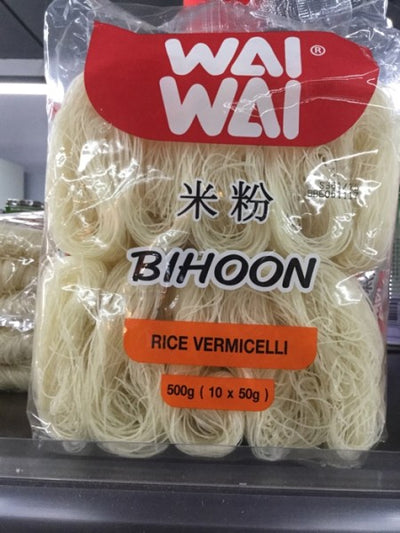 WAI
WAI ®
米粉
BIHOON
RICE VERMICELLI
500g ( 10 x 50g )